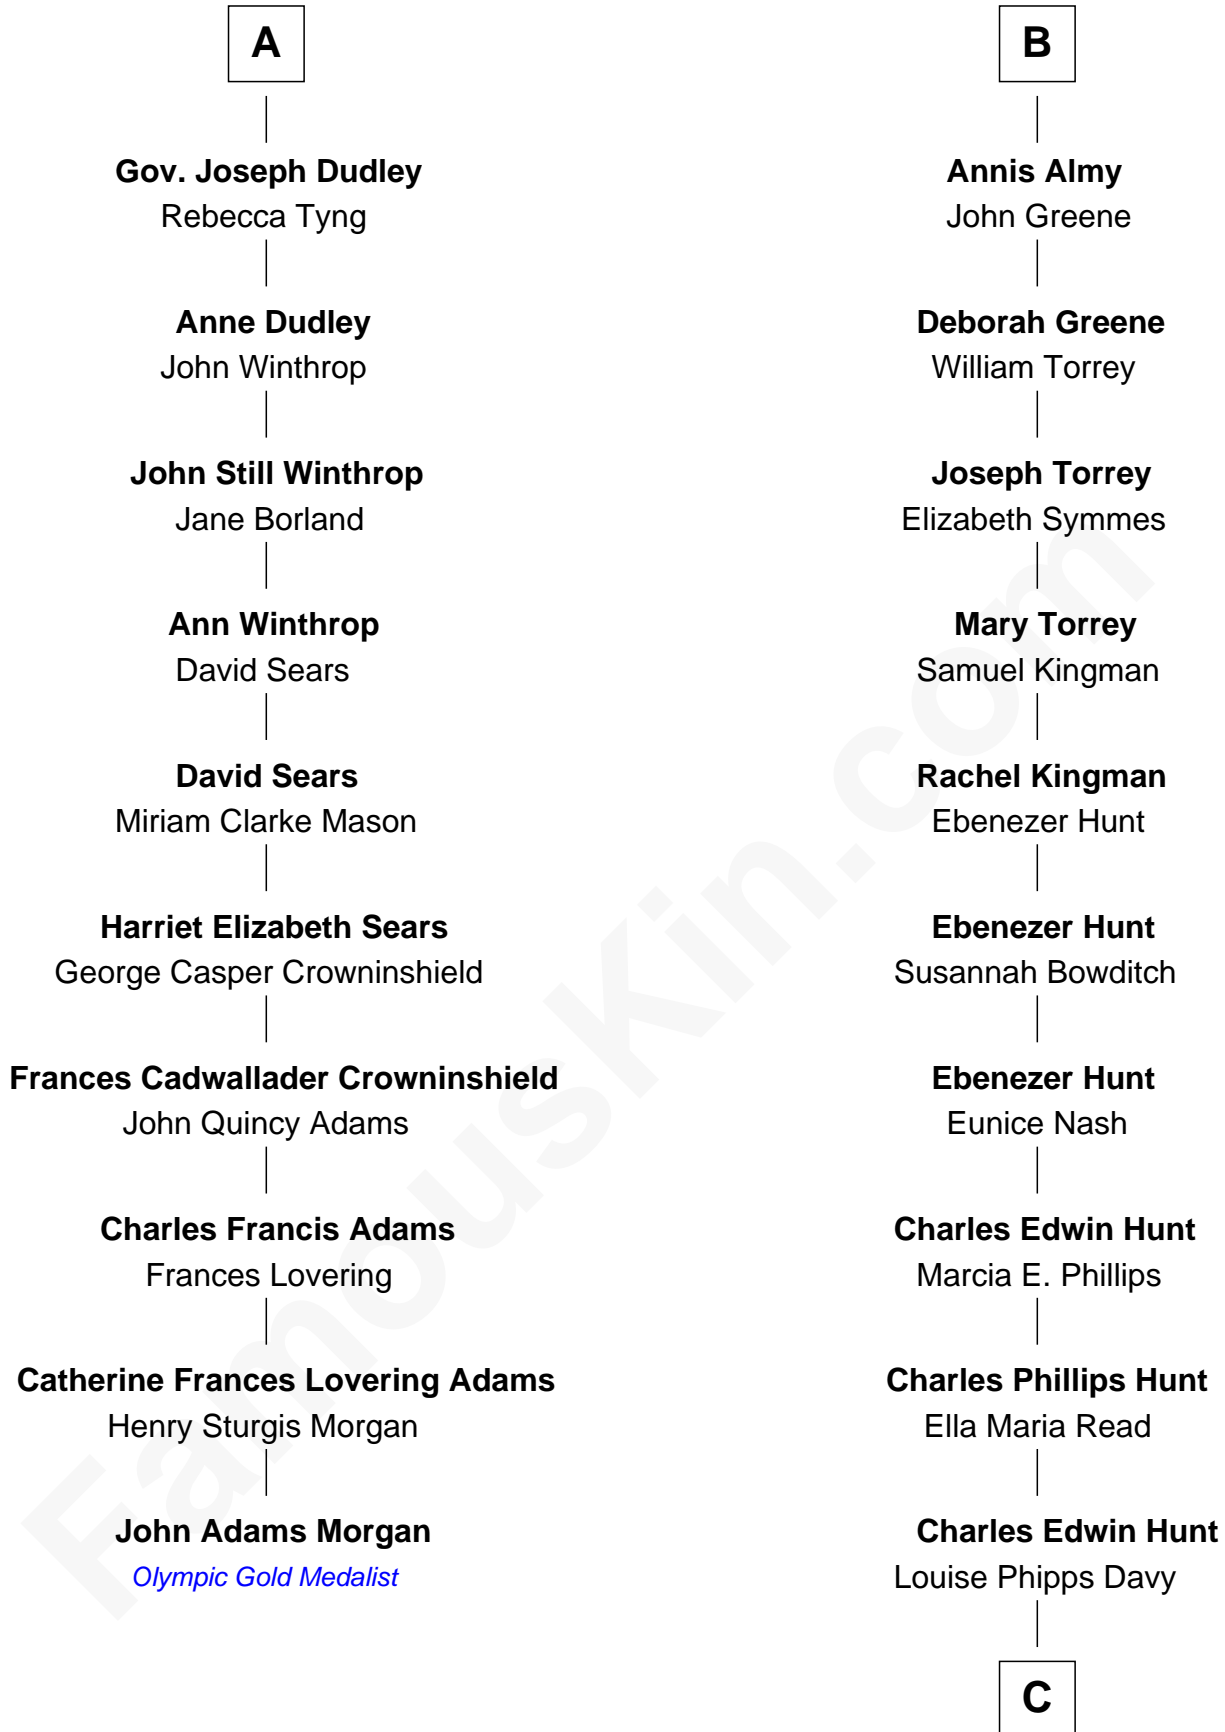 A
Gov. Joseph Dudley
Rebecca Tyng
Anne Dudley
John Winthrop
John Still Winthrop
Jane Borland
Ann Winthrop
David Sears
David Sears
Miriam Clarke Mason
Harriet Elizabeth Sears
George Casper Crowninshield
Frances Cadwallader Crowninshield
John Quincy Adams
Charles Francis Adams
Frances Lovering
Catherine Frances Lovering Adams
Henry Sturgis Morgan
John Adams Morgan
Olympic Gold Medalist
B
Annis Almy
John Greene
Deborah Greene
William Torrey
Joseph Torrey
Elizabeth Symmes
Mary Torrey
Samuel Kingman
Rachel Kingman
Ebenezer Hunt
Ebenezer Hunt
Susannah Bowditch
Ebenezer Hunt
Eunice Nash
Charles Edwin Hunt
Marcia E. Phillips
Charles Phillips Hunt
Ella Maria Read
Charles Edwin Hunt
Louise Phipps Davy
C
FamousKin.com